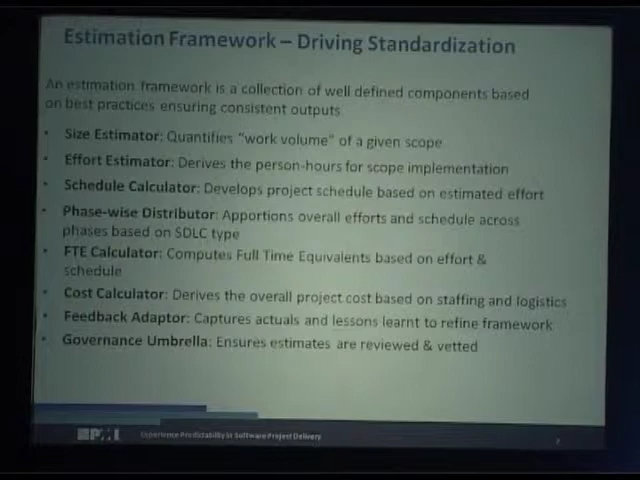 Estimation Framework – Driving Standardization
An estimation framework is a collection of well defined components based
on best practices ensuring consistent outputs
• Size Estimator: Quantifies "work volume" of a given scope
• Effort Estimator: Derives the person-hours for scope implementation
• Schedule Calculator: Develops project schedule based on estimated effort
• Phase-wise Distributor: Apportions overall efforts and schedule across
phases based on SDLC type
• FTE Calculator: Computes Full Time Equivalents based on effort &
schedule
• Cost Calculator: Derives the overall project cost based on staffing and logistics
• Feedback Adaptor: Captures actuals and lessons learnt to refine framework
• Governance Umbrella: Ensures estimates are reviewed & vetted
PMI Experience Predictability in Software Project Delivery 7